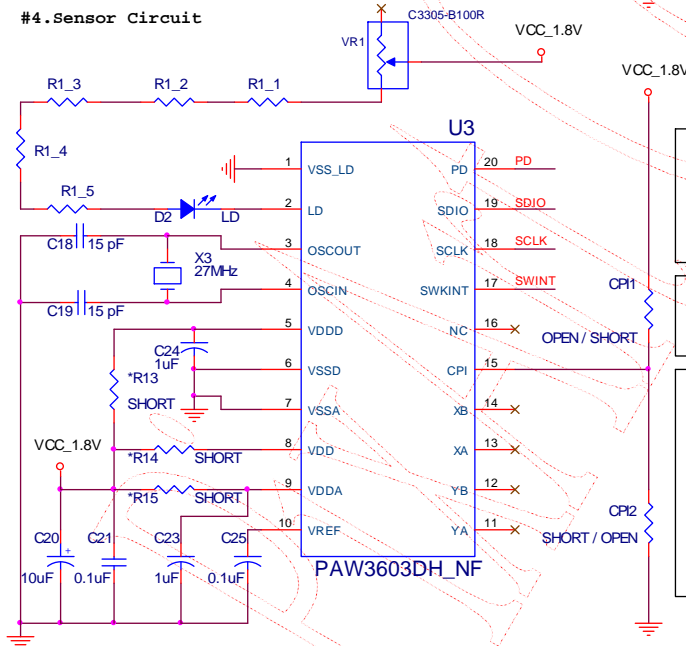 #4.Sensor Circuit
C3305-B100R
VR1
VCC_1.8V
VCC_1.8V
R1_3
R1_2
R1_1
R1_4
R1_5
D2
LD
U3
1 VSS_LD
PD 20 PD
2 LD
SDIO 19 SDIO
3 OSCOUT
SCLK 18 SCLK
4 OSCIN
SWKINT 17 SWINT
5 VDDD
NC 16
6 VSSD
CPI 15
7 VSSA
XB 14
8 VDD
XA 13
9 VDDA
YB 12
10 VREF
YA 11
PAW3603DH_NF
C18 15 pF
X3
27MHz
C19 15 pF
C24
1uF
*R13
SHORT
VCC_1.8V
*R14 SHORT
*R15 SHORT
C20
10uF
+
C21
0.1uF
C23
1uF
C25
0.1uF
CPI1
OPEN / SHORT
CPI2
SHORT / OPEN